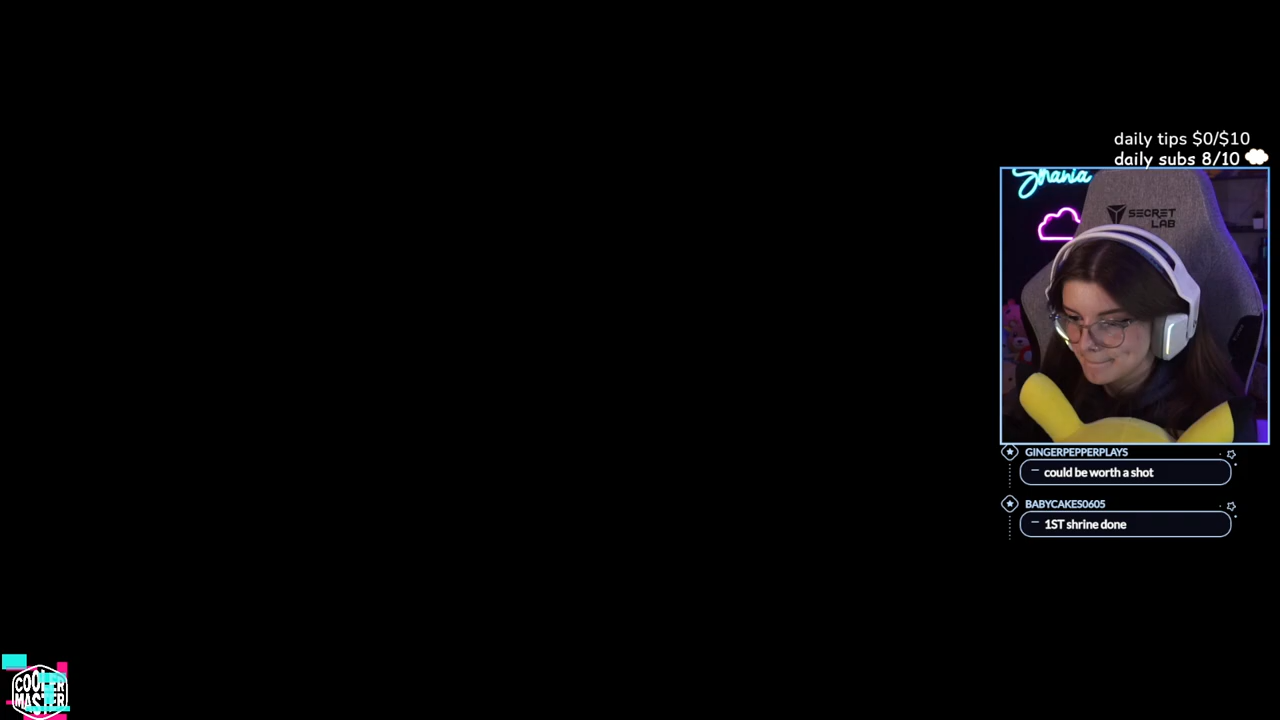 daily tips $0/$10
daily subs 8/10
Shania
SECRET
LAB
GINGERPEPPERPLAYS
could be worth a shot
BABYCAKES0605
1ST shrine done
COOLER
MASTER